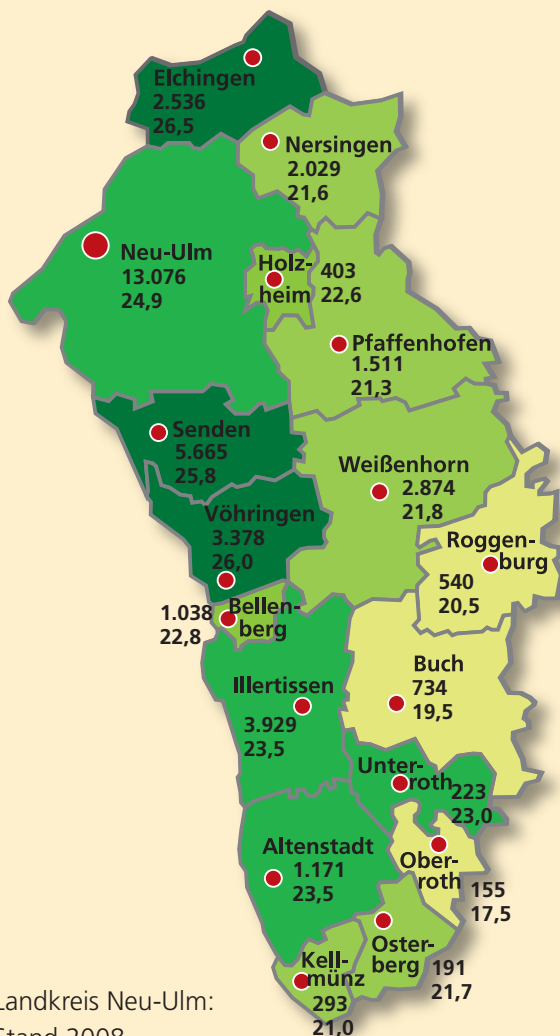 Elchingen
2.536
26,5
Nersingen
2.029
21,6
Neu-Ulm
13.076
24,9
Holz-
heim
403
22,6
Pfaffenhofen
1.511
21,3
Senden
5.665
25,8
Weißenhorn
2.874
21,8
Vöhringen
3.378
26,0
Roggen-
burg
540
20,5
Bellen-
berg
1.038
22,8
Buch
734
19,5
Illertissen
3.929
23,5
Unter-
roth
223
23,0
Altenstadt
1.171
23,5
Ober-
roth
155
17,5
Oster-
berg
191
21,7
Kell-
münz
293
21,0
Landkreis Neu-Ulm:
Stand 2008